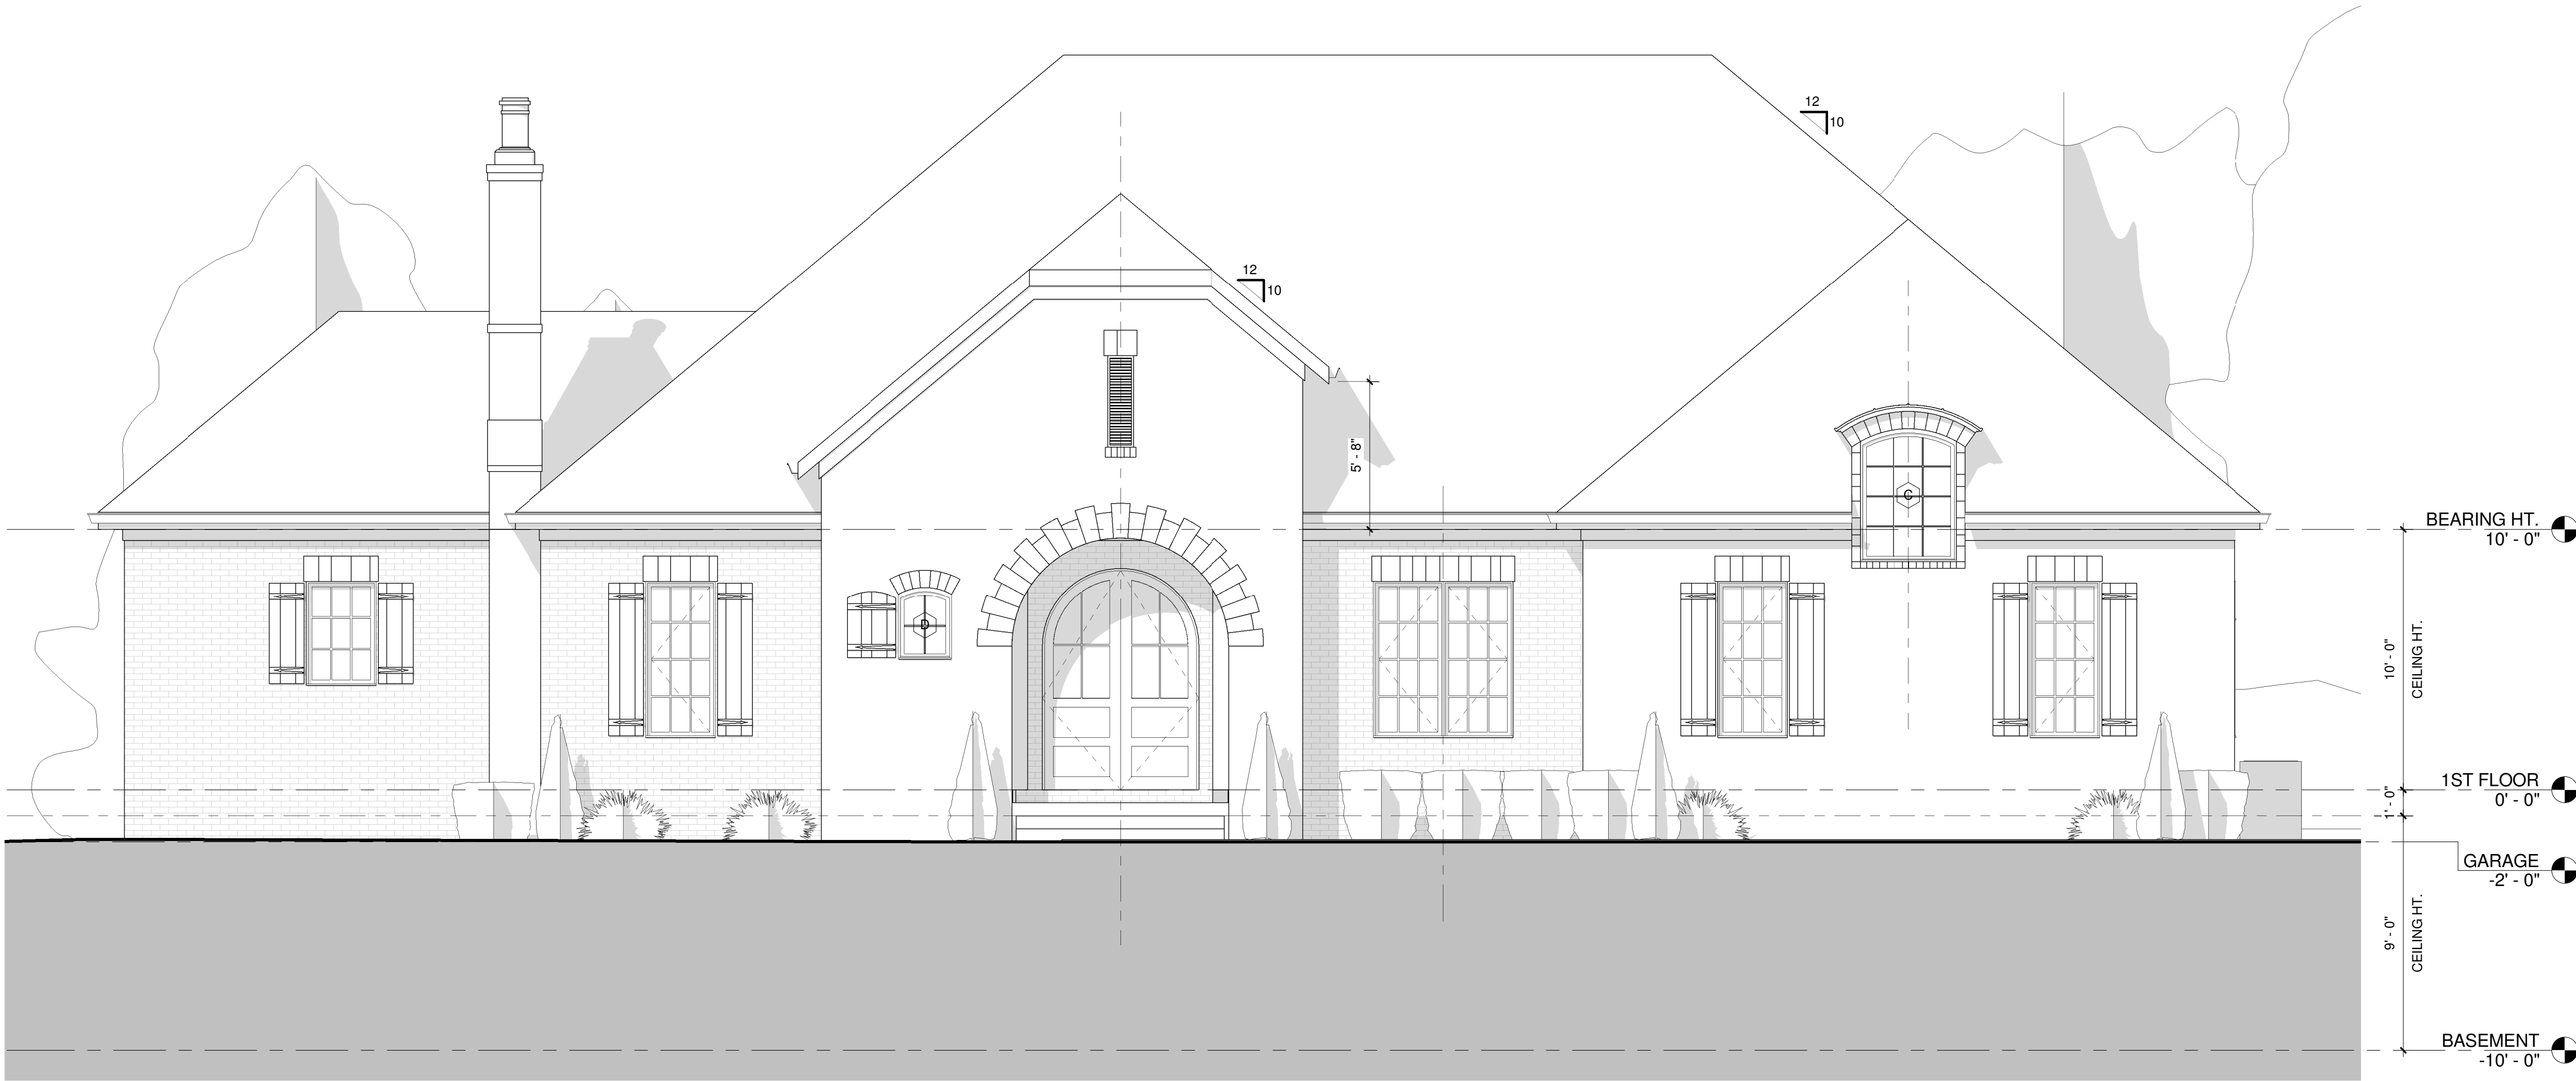 12
10
12
10
5' - 8"
C
D
BEARING HT.
10' - 0"
10' - 0"
CEILING HT.
1ST FLOOR
0' - 0"
1' - 0"
GARAGE
-2' - 0"
9' - 0"
CEILING HT.
BASEMENT
-10' - 0"